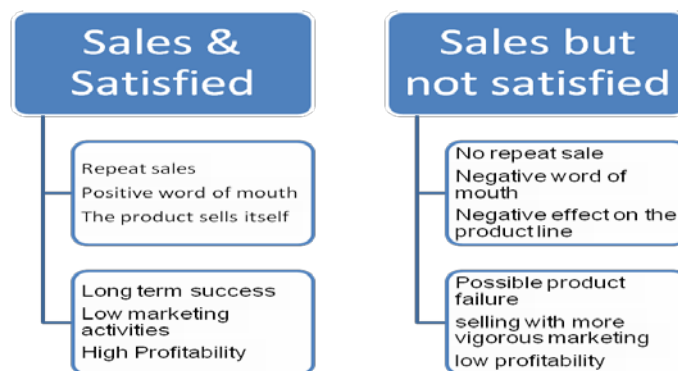 Sales &
Satisfied
Repeat sales
Positive word of mouth
The product sells itself
Long term success
Low marketing
activities
High Profitability
Sales but
not satisfied
No repeat sale
Negative word of
mouth
Negative effect on the
product line
Possible product
failure
selling with more
vigorous marketing
low profitability